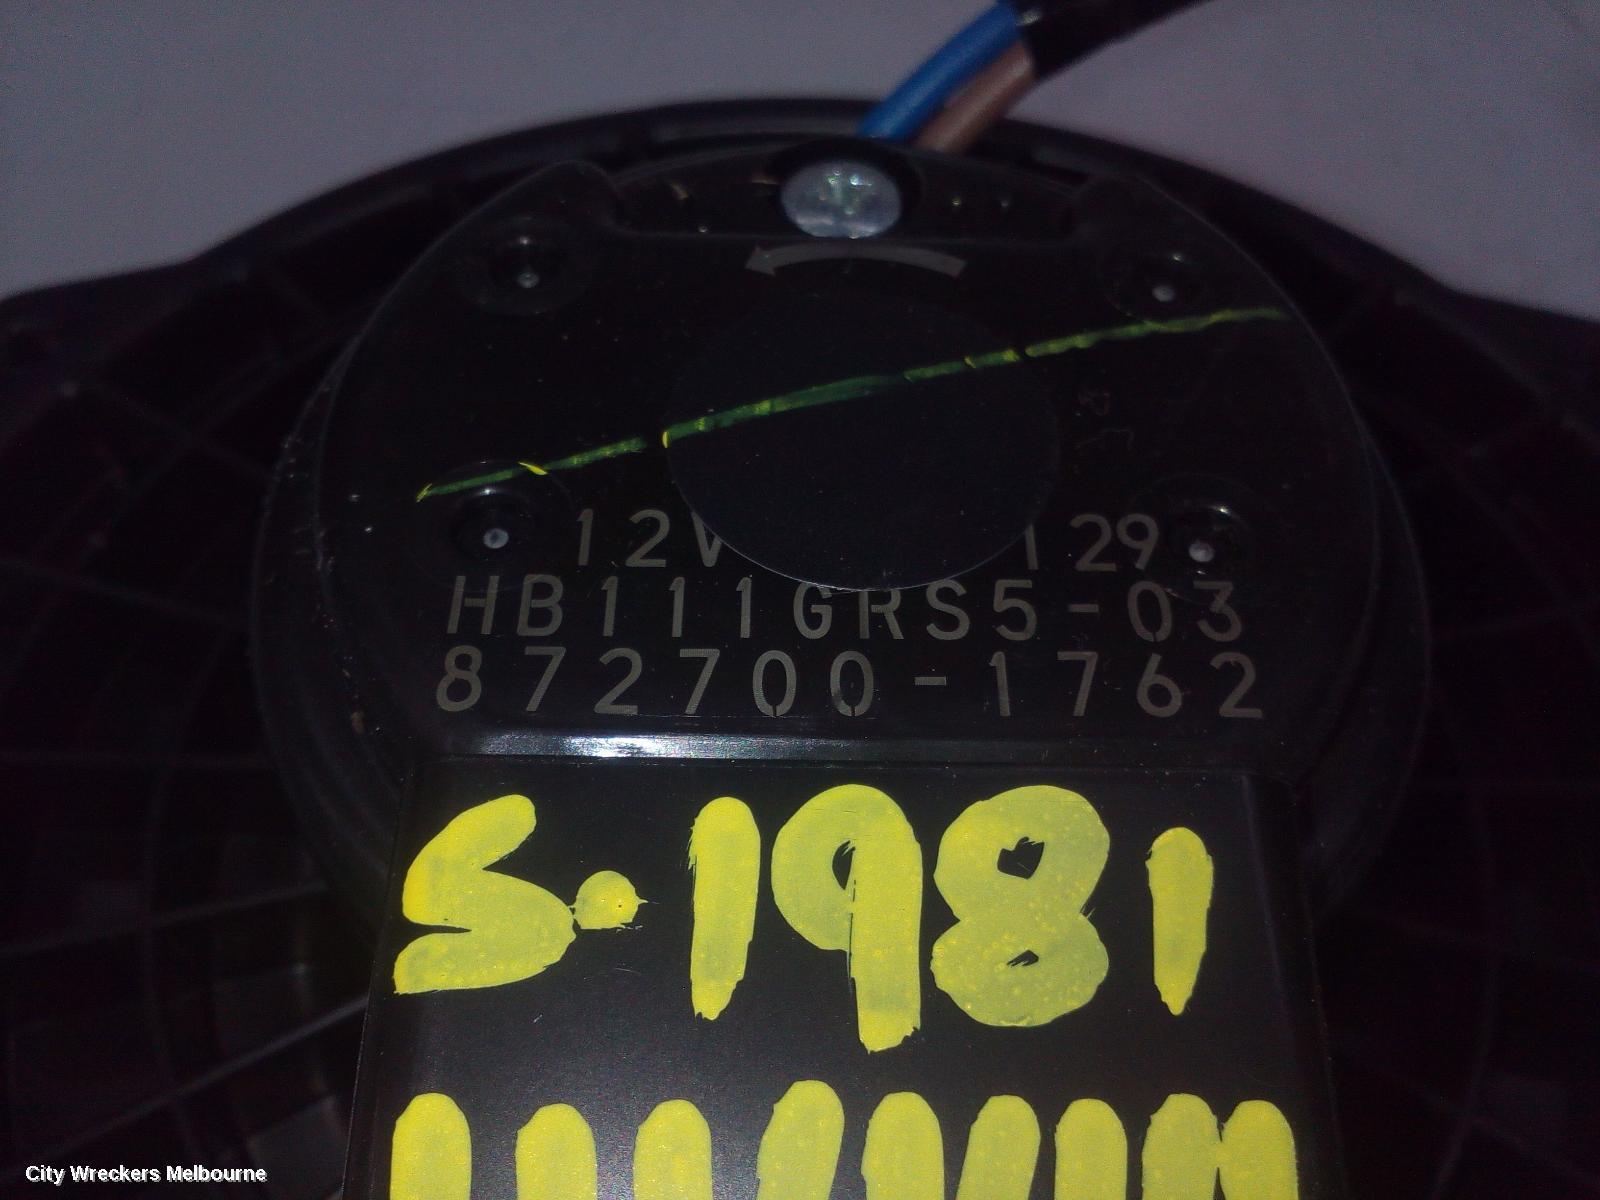 12V 129
HB111GRS5-03
872700-1762
S.1981
City Wreckers Melbourne